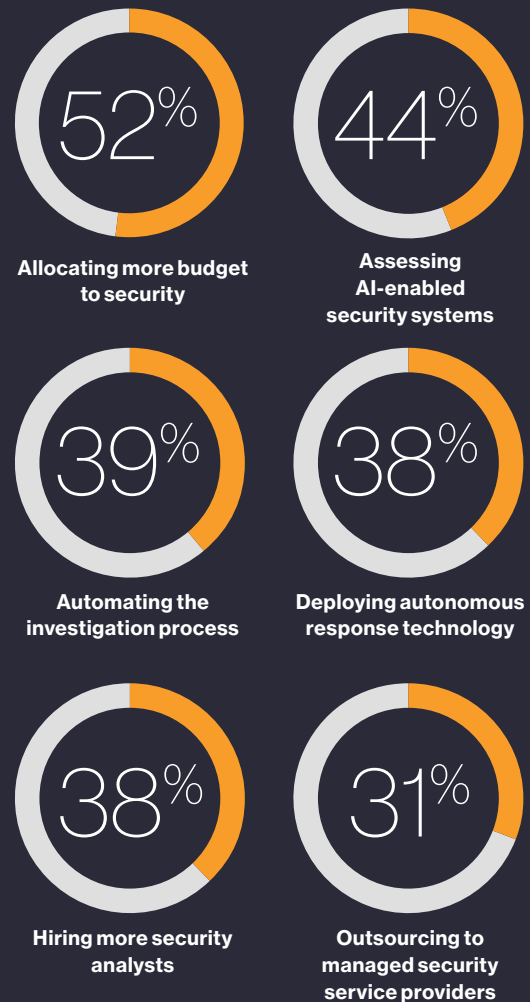 52%
Allocating more budget
to security
44%
Assessing
AI-enabled
security systems
39%
Automating the
investigation process
38%
Deploying autonomous
response technology
38%
Hiring more security
analysts
31%
Outsourcing to
managed security
service providers